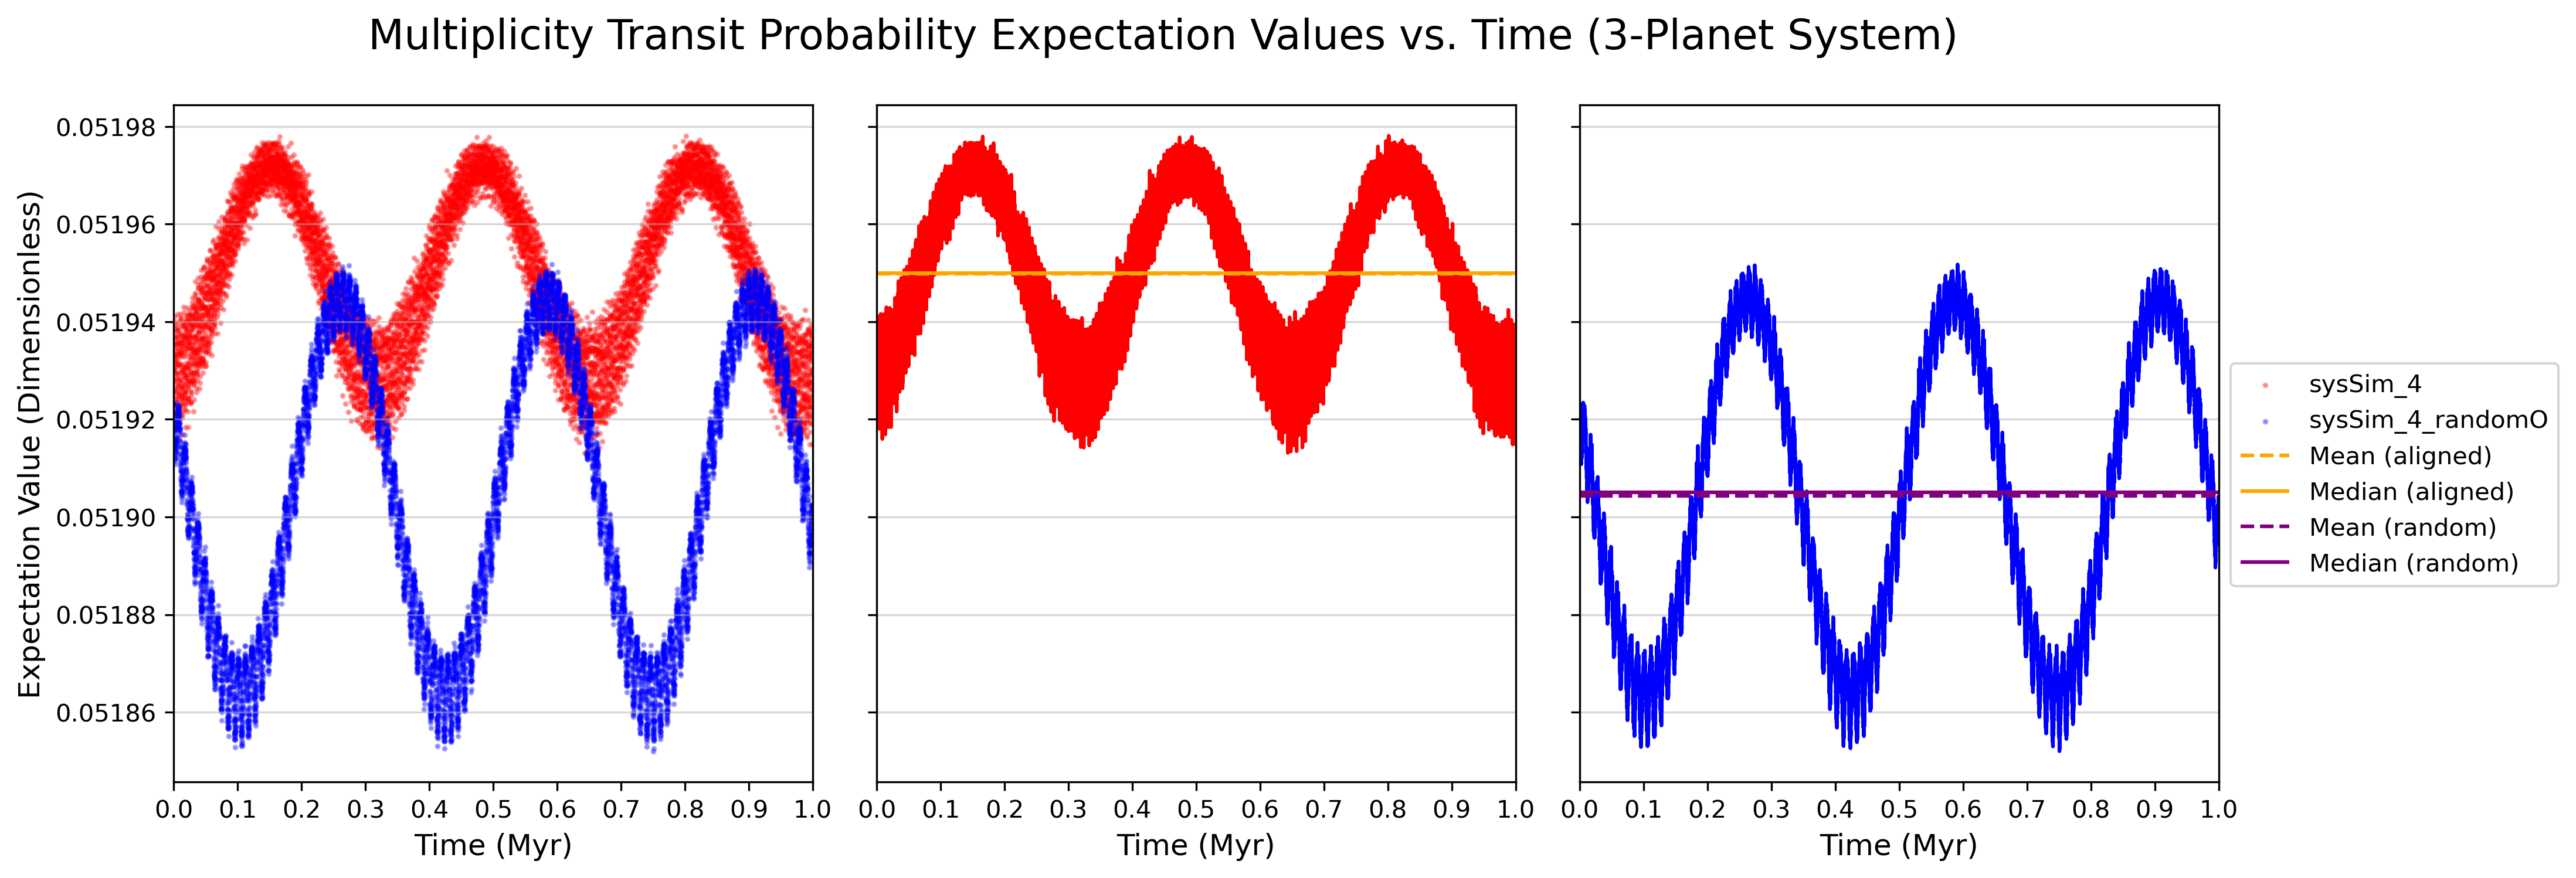 Multiplicity Transit Probability Expectation Values vs. Time (3-Planet System)
Expectation Value (Dimensionless)
0.05198
0.05196
0.05194
0.05192
0.05190
0.05188
0.05186
0.0 0.1 0.2 0.3 0.4 0.5 0.6 0.7 0.8 0.9 1.0
Time (Myr)
0.0 0.1 0.2 0.3 0.4 0.5 0.6 0.7 0.8 0.9 1.0
Time (Myr)
0.0 0.1 0.2 0.3 0.4 0.5 0.6 0.7 0.8 0.9 1.0
Time (Myr)
sysSim_4
sysSim_4_randomO
Mean (aligned)
Median (aligned)
Mean (random)
Median (random)